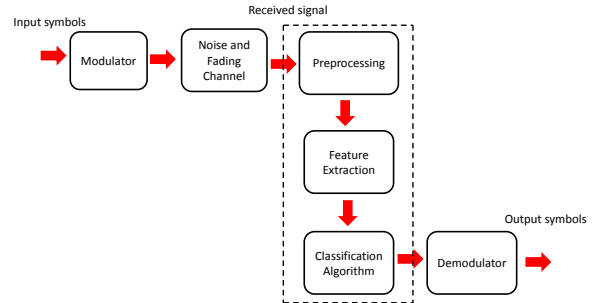 Received signal
Input symbols
Modulator
Noise and
Fading
Channel
Preprocessing
Feature
Extraction
Classification
Algorithm
Demodulator
Output symbols